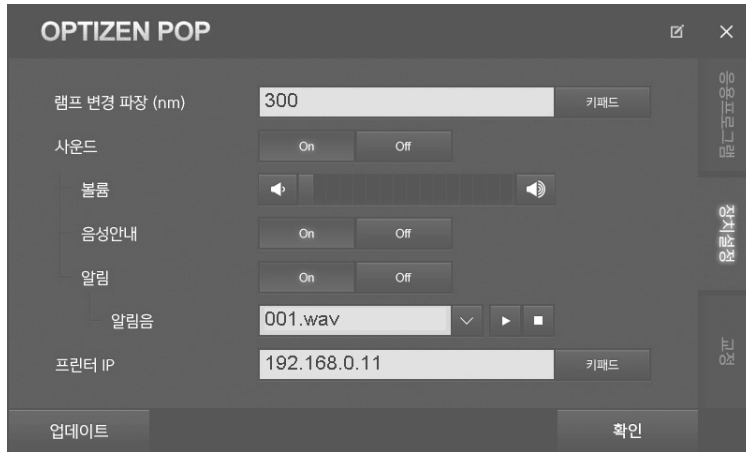 OPTIZEN POP
램프 변경 파장 (nm) 300 키패드
사운드 On Off
볼륨
음성안내 On Off
알림 On Off
알림음 001.wav
프린터 IP 192.168.0.11 키패드
업데이트 확인
응용프로그램
장치설정
교정